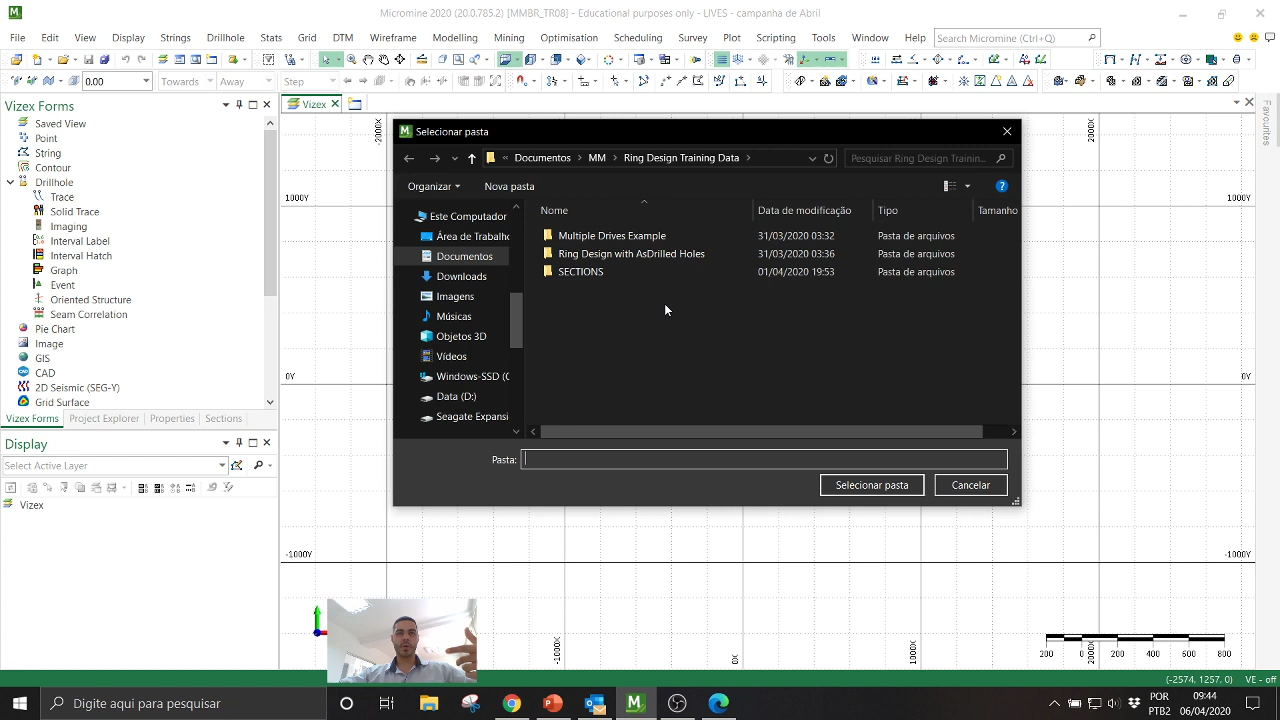 Micromine 2020 (20.0.785.2) [MMBR_TR08] - Educational purposes only - LIVES - campanha de Abril
File Edit View Display Strings Drillhole Stats Grid DTM Wireframe Modelling Mining Optimisation Scheduling Survey Plot Scripting Tools Window Help Search Micromine (Ctrl+Q)
0.00 Towards Away Step
Vizex Forms
Vizex
Favourites
Saved View
Point
String
Contour
Drillhole
Trace
Solid Trace
Imaging
Interval Label
Interval Hatch
Graph
Event
Oriented Structure
Seam Correlation
Pie Chart
Image
GIS
CAD
2D Seismic (SEG-Y)
Grid Surface
Vizex Forms Project Explorer Properties Sections
Display
Select Active Layer
Vizex
-2000X
2000X
1000Y
1000Y
0Y
0Y
-1000Y
-1000Y
-1000X
0X
1000X
2000X
200 0 200 400 600 800
Selecionar pasta
« Documentos > MM > Ring Design Training Data >
Pesquisar Ring Design Trainin...
Organizar
Nova pasta
Este Computador
Área de Trabalho
Documentos
Downloads
Imagens
Músicas
Objetos 3D
Vídeos
Windows-SSD (C
Data (D:)
Seagate Expansi
Nome Data de modificação Tipo Tamanho
Multiple Drives Example 31/03/2020 03:32 Pasta de arquivos
Ring Design with AsDrilled Holes 31/03/2020 03:36 Pasta de arquivos
SECTIONS 01/04/2020 19:53 Pasta de arquivos
Pasta:
Selecionar pasta
Cancelar
(-2574, 1257, 0) VE - off
Digite aqui para pesquisar
POR
PTB2
09:44
06/04/2020